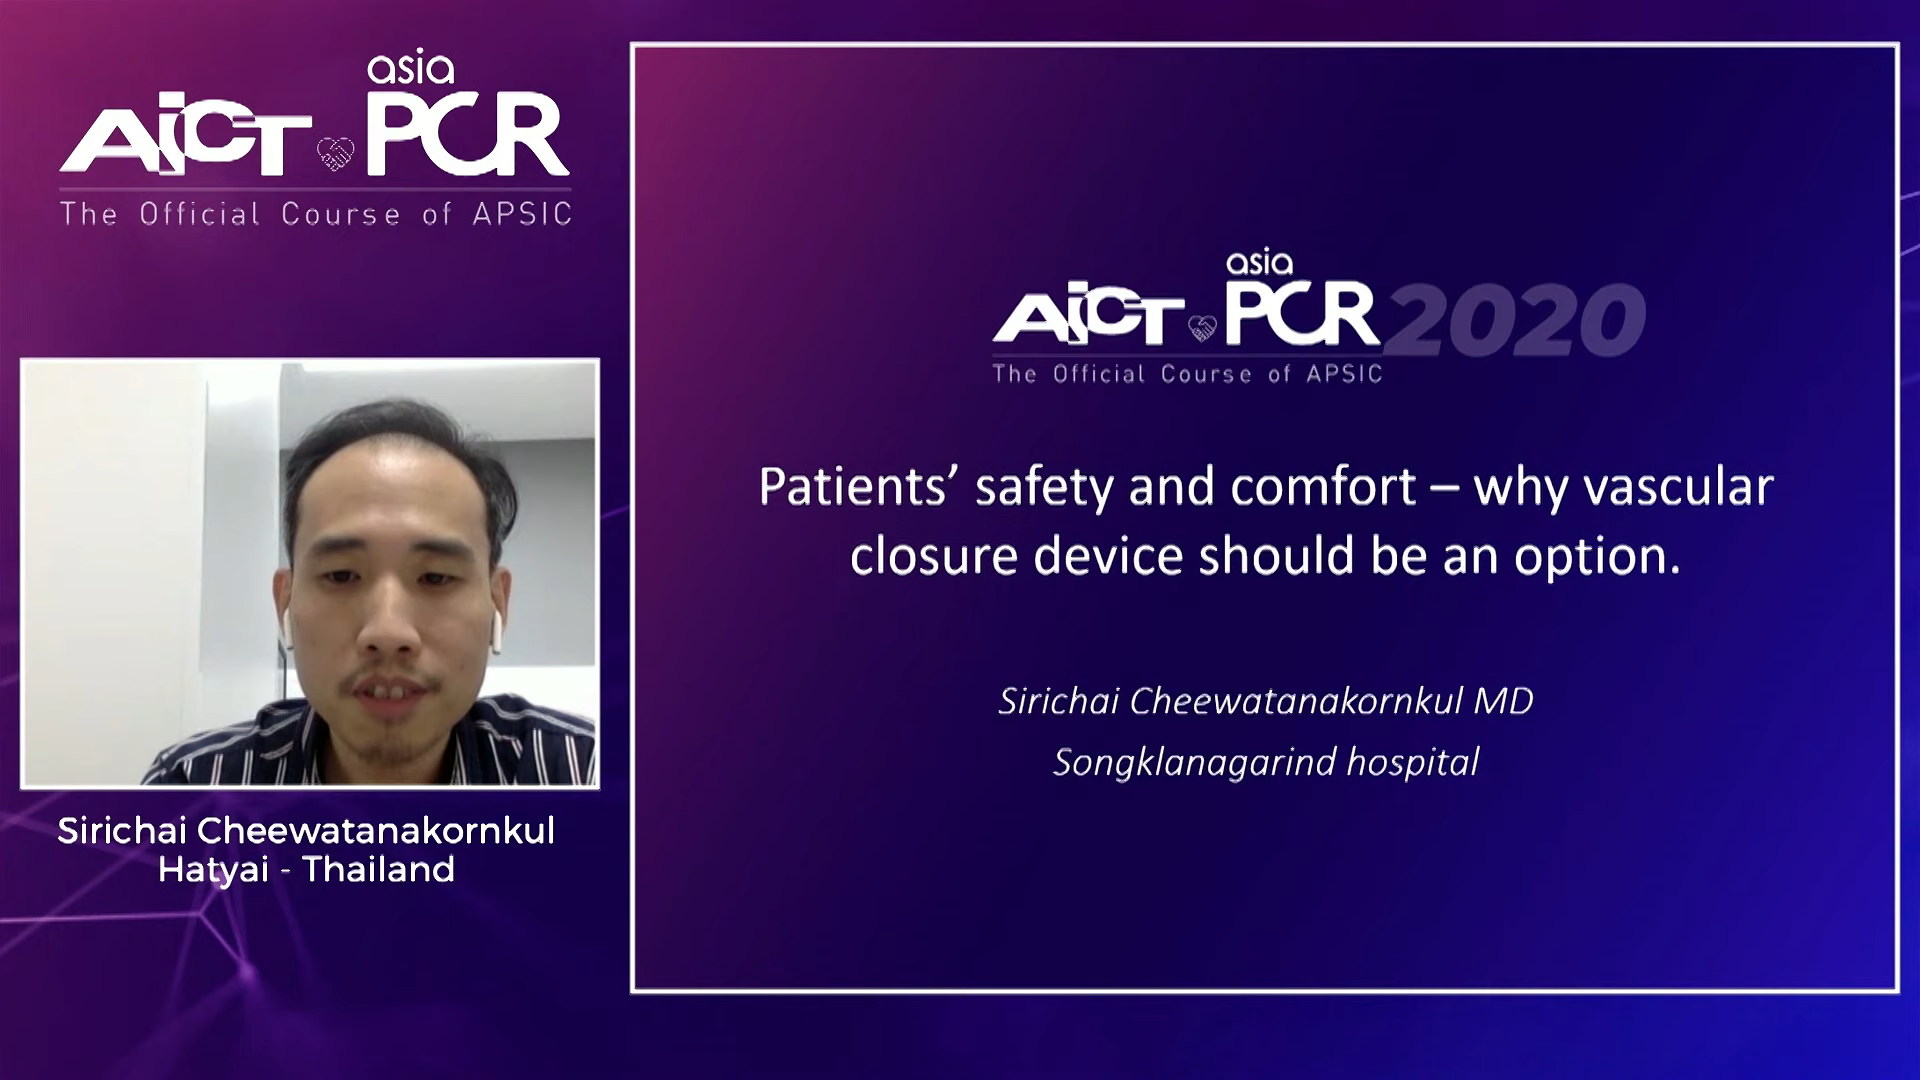 asia
AiCT PCR
The Official Course of APSIC
asia
AiCT PCR 2020
The Official Course of APSIC
Patients’ safety and comfort – why vascular
closure device should be an option.
Sirichai Cheewatanakornkul MD
Songklanagarind hospital
Sirichai Cheewatanakornkul
Hatyai - Thailand